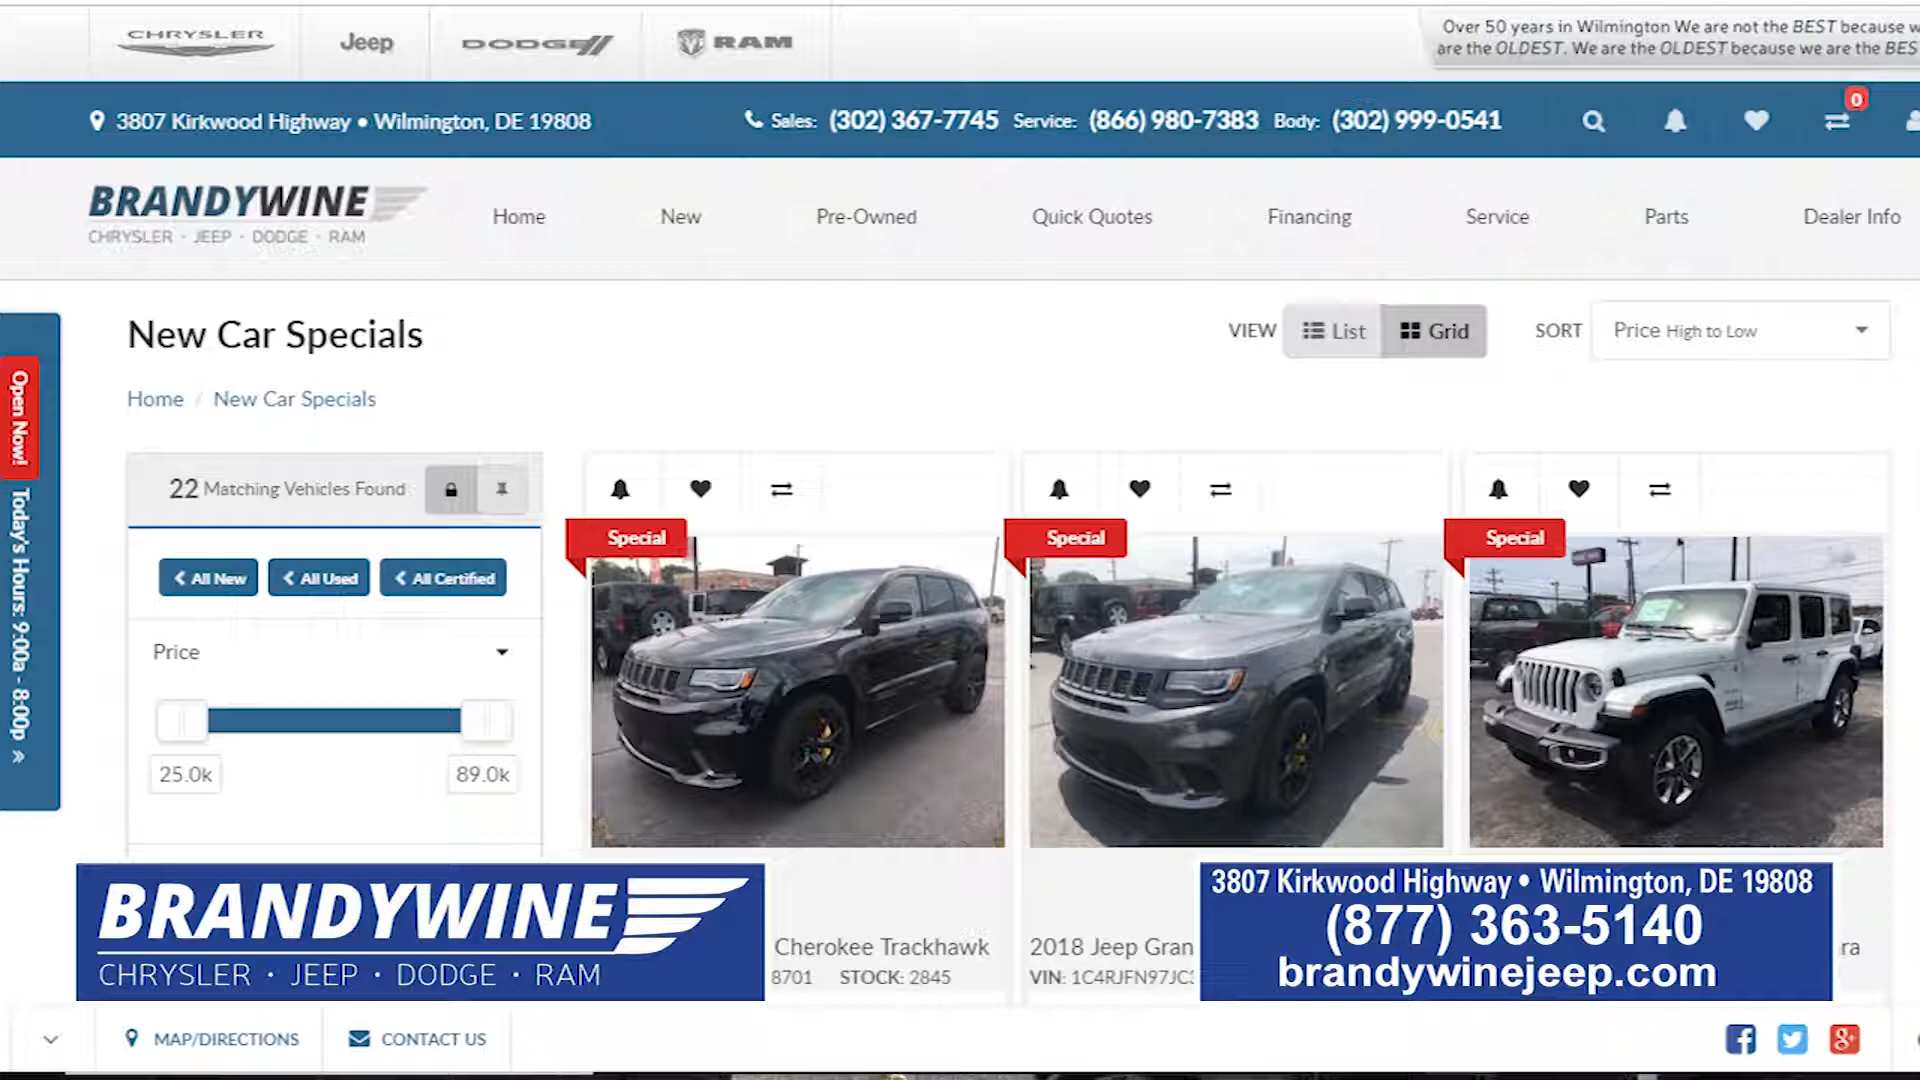 CHRYSLER
Jeep
DODGE
RAM
Over 50 years in Wilmington We are not the BEST because w
are the OLDEST. We are the OLDEST because we are the BES
3807 Kirkwood Highway • Wilmington, DE 19808
Sales: (302) 367-7745 Service: (866) 980-7383 Body: (302) 999-0541
0
BRANDYWINE
CHRYSLER · JEEP · DODGE · RAM
Home
New
Pre-Owned
Quick Quotes
Financing
Service
Parts
Dealer Info
New Car Specials
VIEW List Grid
SORT Price High to Low
Home / New Car Specials
Open Now! Today's Hours: 9:00a - 8:00p
22 Matching Vehicles Found
All New
All Used
All Certified
Price
25.0k
89.0k
Special
Special
Special
Cherokee Trackhawk
8701 STOCK: 2845
2018 Jeep Gran
VIN: 1C4RJFN97JC
ra
BRANDYWINE
CHRYSLER · JEEP · DODGE · RAM
3807 Kirkwood Highway • Wilmington, DE 19808
(877) 363-5140
brandywinejeep.com
MAP/DIRECTIONS
CONTACT US